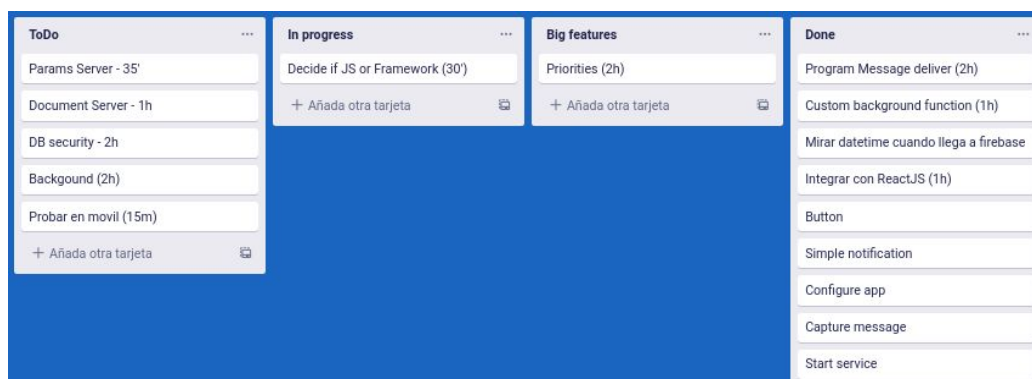 ToDo
Params Server - 35'
Document Server - 1h
DB security - 2h
Backgound (2h)
Probar en movil (15m)
+ Añada otra tarjeta
In progress
Decide if JS or Framework (30')
+ Añada otra tarjeta
Big features
Priorities (2h)
+ Añada otra tarjeta
Done
Program Message deliver (2h)
Custom background function (1h)
Mirar datetime cuando llega a firebase
Integrar con ReactJS (1h)
Button
Simple notification
Configure app
Capture message
Start service